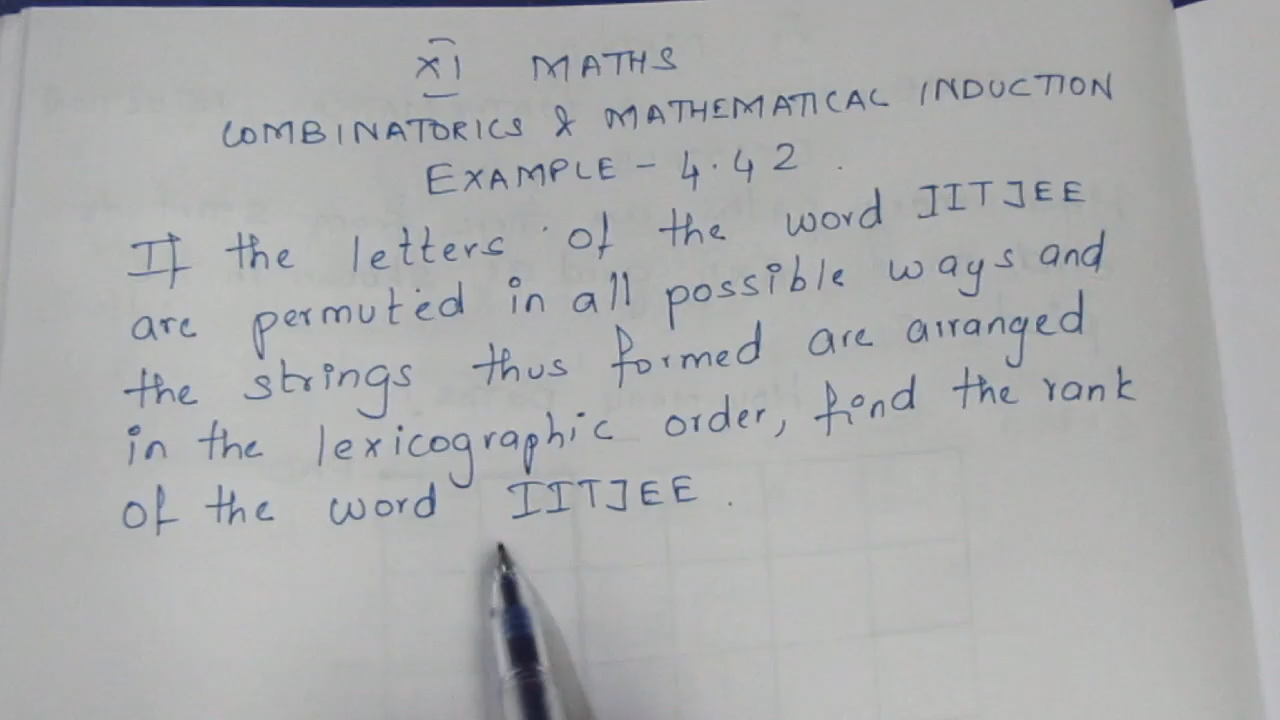 XI MATHS
COMBINATORICS & MATHEMATICAL INDUCTION
EXAMPLE - 4.42.
If the letters of the word IITJEE
are permuted in all possible ways and
the strings thus formed are arranged
in the lexicographic order, find the rank
of the word IITJEE.